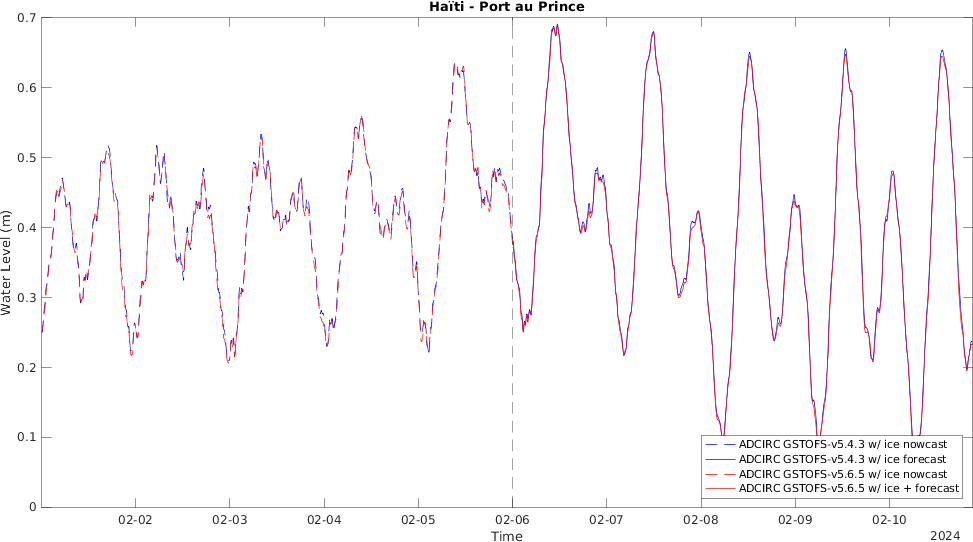 Haïti - Port au Prince
0.7
0.6
0.5
0.4
0.3
0.2
0.1
0
Water Level (m)
02-02 02-03 02-04 02-05 02-06 02-07 02-08 02-09 02-10
Time
2024
ADCIRC GSTOFS-v5.4.3 w/ ice nowcast
ADCIRC GSTOFS-v5.4.3 w/ ice forecast
ADCIRC GSTOFS-v5.6.5 w/ ice nowcast
ADCIRC GSTOFS-v5.6.5 w/ ice + forecast